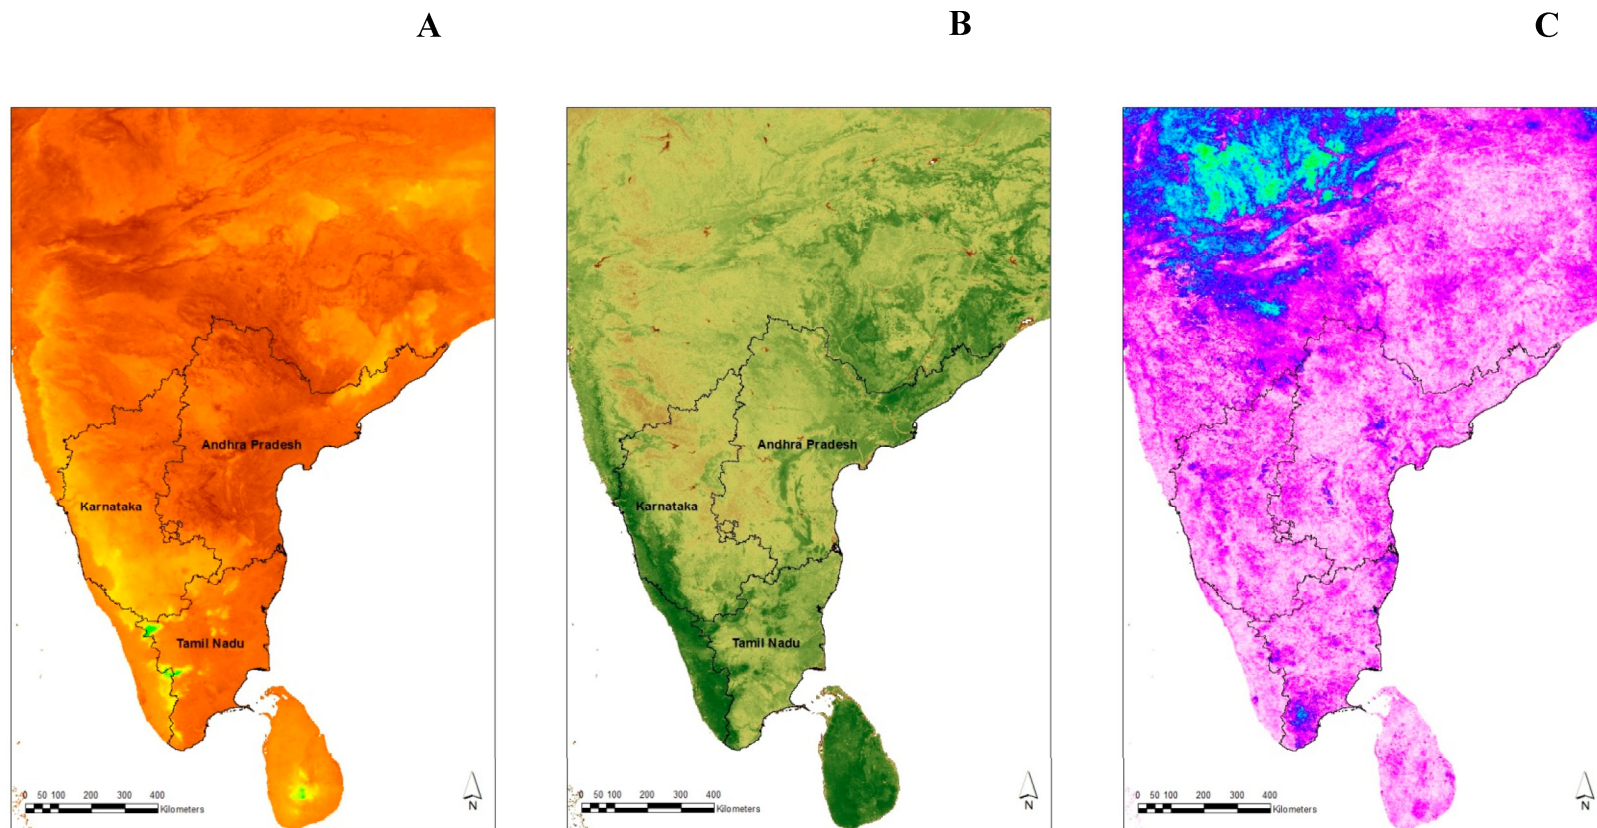 A
B
C
Andhra Pradesh
Karnataka
Tamil Nadu
0 50 100 200 300 400
Kilometers
N
Andhra Pradesh
Karnataka
Tamil Nadu
0 50 100 200 300 400
Kilometers
N
0 50 100 200 300 400
Kilometers
N